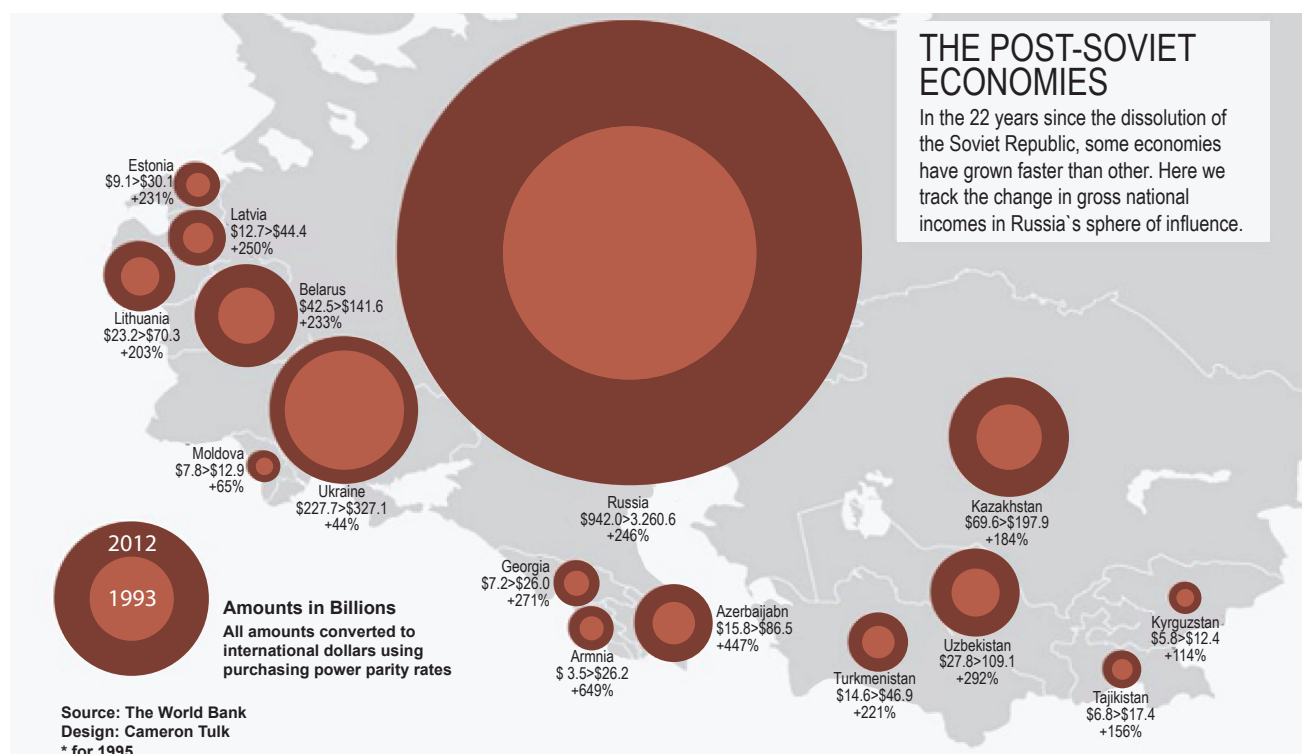 THE POST-SOVIET
ECONOMIES
In the 22 years since the dissolution of
the Soviet Republic, some economies
have grown faster than other. Here we
track the change in gross national
incomes in Russia`s sphere of influence.
Estonia
$9.1>$30.1
+231%
Latvia
$12.7>$44.4
+250%
Lithuania
$23.2>$70.3
+203%
Belarus
$42.5>$141.6
+233%
Moldova
$7.8>$12.9
+65%
Ukraine
$227.7>$327.1
+44%
Russia
$942.0>3.260.6
+246%
Kazakhstan
$69.6>$197.9
+184%
Georgia
$7.2>$26.0
+271%
Armnia
$ 3.5>$26.2
+649%
Azerbaijabn
$15.8>$86.5
+447%
Turkmenistan
$14.6>$46.9
+221%
Uzbekistan
$27.8>109.1
+292%
Kyrguzstan
$5.8>$12.4
+114%
Tajikistan
$6.8>$17.4
+156%
2012
1993
Amounts in Billions
All amounts converted to
international dollars using
purchasing power parity rates
Source: The World Bank
Design: Cameron Tulk
* for 1995